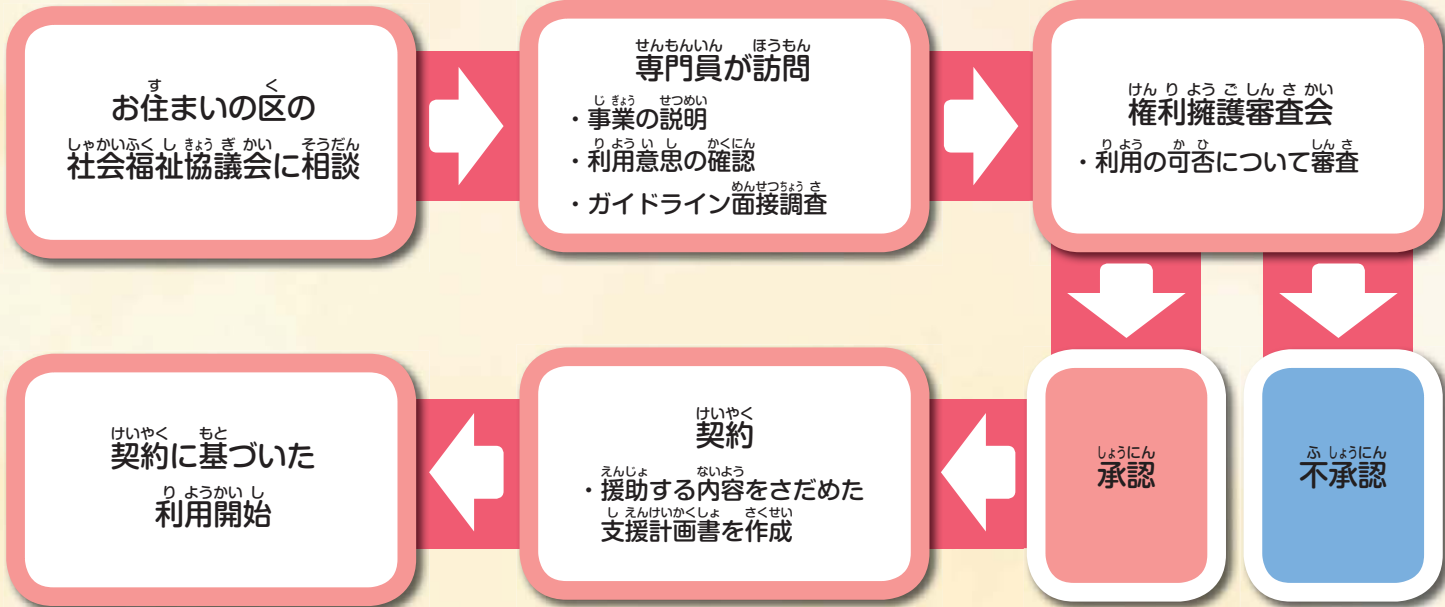 お住まいの区の
社会福祉協議会に相談
専門員が訪問
・事業の説明
・利用意思の確認
・ガイドライン面接調査
権利擁護審査会
・利用の可否について審査
承認
不承認
契約
・援助する内容をさだめた
支援計画書を作成
契約に基づいた
利用開始